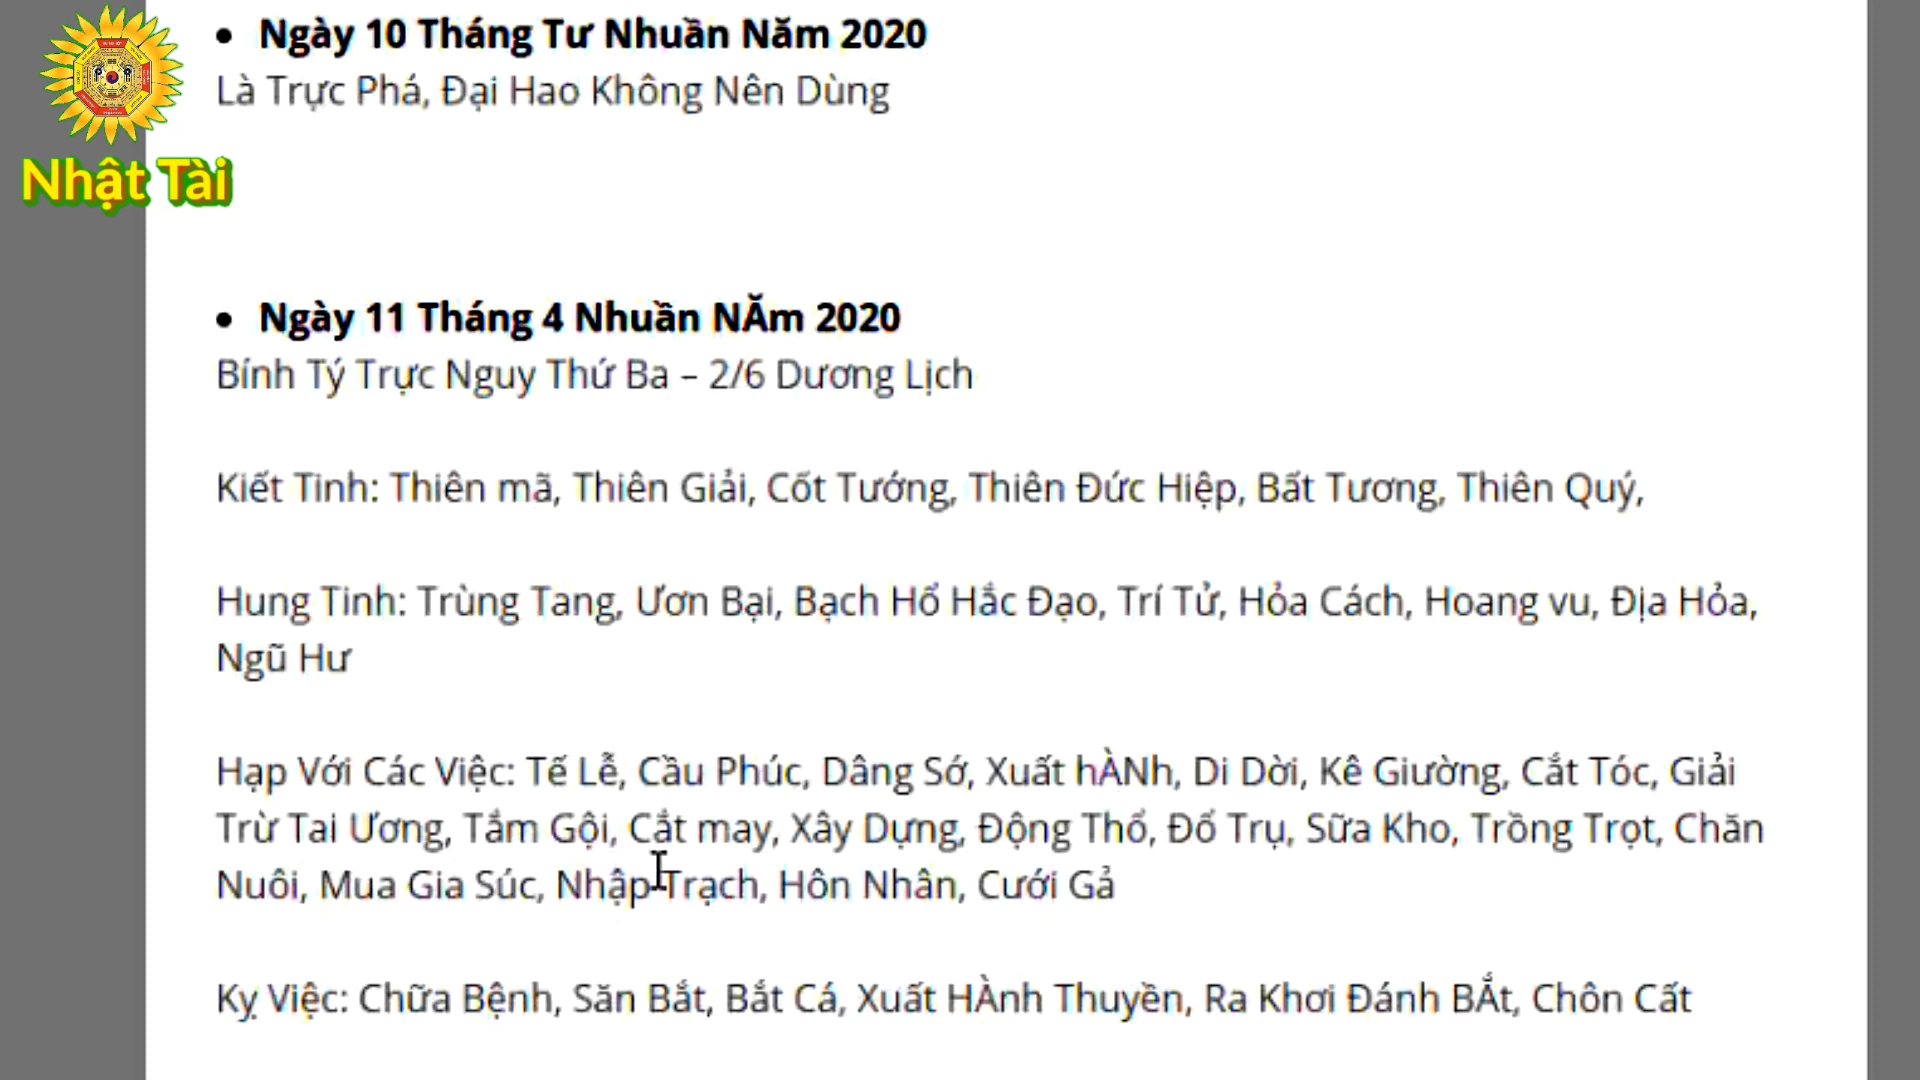 Nhật Tài
Ngày 10 Tháng Tư Nhuần Năm 2020
Là Trực Phá, Đại Hao Không Nên Dùng
Ngày 11 Tháng 4 Nhuần NĂm 2020
Bính Tý Trực Nguy Thứ Ba – 2/6 Dương Lịch
Kiết Tinh: Thiên mã, Thiên Giải, Cốt Tướng, Thiên Đức Hiệp, Bất Tương, Thiên Quý,
Hung Tinh: Trùng Tang, Ươn Bại, Bạch Hổ Hắc Đạo, Trí Tử, Hỏa Cách, Hoang vu, Địa Hỏa,
Ngũ Hư
Hạp Với Các Việc: Tế Lễ, Cầu Phúc, Dâng Sớ, Xuất hÀNh, Di Dời, Kê Giường, Cắt Tóc, Giải
Trừ Tai Ương, Tắm Gội, Cắt may, Xây Dựng, Động Thổ, Đổ Trụ, Sữa Kho, Trồng Trọt, Chăn
Nuôi, Mua Gia Súc, Nhập Trạch, Hôn Nhân, Cưới Gả
Kỵ Việc: Chữa Bệnh, Săn Bắt, Bắt Cá, Xuất HÀnh Thuyền, Ra Khơi Đánh BẮt, Chôn Cất